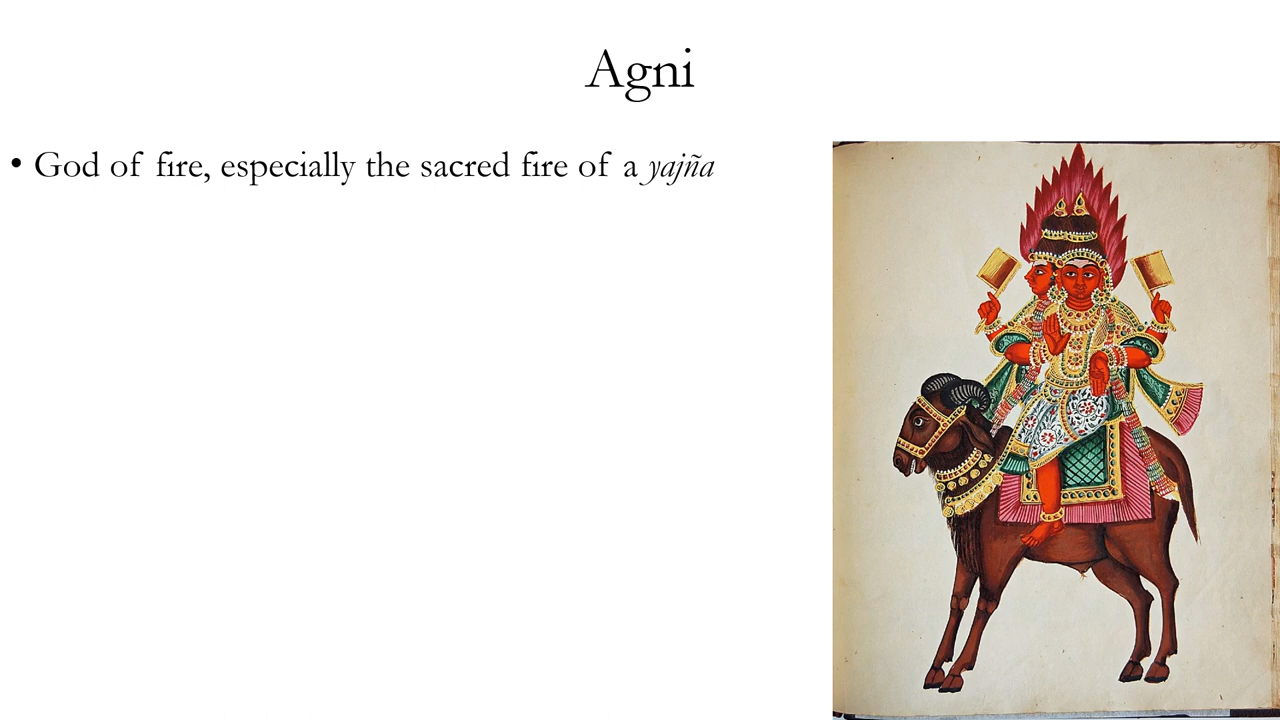 Agni
• God of fire, especially the sacred fire of a yajña